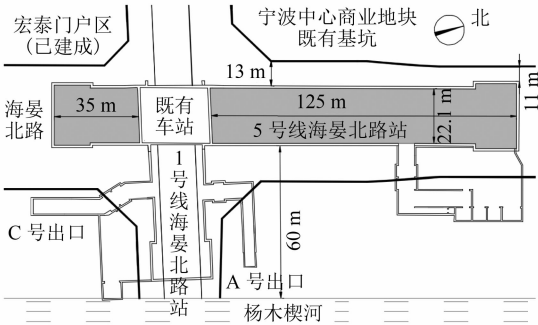 宏泰门户区
(已建成)
宁波中心商业地块
既有基坑
北
13 m
11 m
海晏
北路
35 m
既有
车站
125 m
22.1 m
5 号线海晏北路站
1号线海晏北路站
60 m
C 号出口
A 号出口
杨木楔河